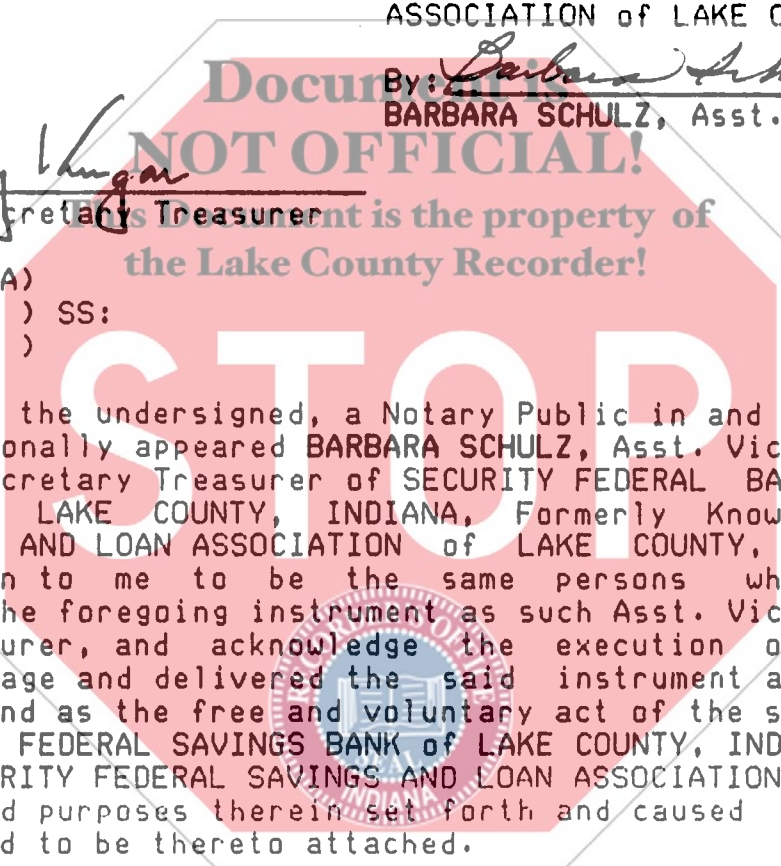 ASSOCIATION of LAKE C
Document is
By: Barbara
BARBARA SCHULZ, Asst.
NOT OFFICIAL!
cretary Treasurer
This Document is the property of
the Lake County Recorder!
A)
) SS:
)
STOP
the undersigned, a Notary Public in and
onally appeared BARBARA SCHULZ, Asst. Vic
cretary Treasurer of SECURITY FEDERAL BA
LAKE COUNTY, INDIANA, Formerly Know
AND LOAN ASSOCIATION of LAKE COUNTY,
n to me to be the same persons wh
he foregoing instrument as such Asst. Vic
urer, and acknowledge the execution o
age and delivered the said instrument a
nd as the free and voluntary act of the s
FEDERAL SAVINGS BANK of LAKE COUNTY, IND
RITY FEDERAL SAVINGS AND LOAN ASSOCIATION
d purposes therein set forth and caused
d to be thereto attached.
RECORDER OF
SEAL
INDIANA